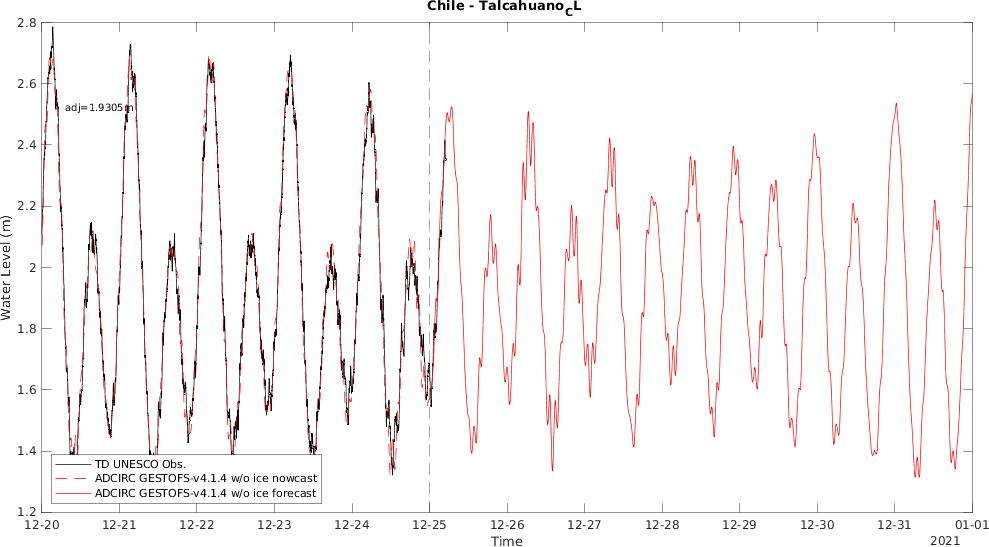 Chile - Talcahuano_CL
2.8
2.6
2.4
2.2
2
1.8
1.6
1.4
1.2
Water Level (m)
adj=1.9305 m
TD UNESCO Obs.
ADCIRC GESTOFS-v4.1.4 w/o ice nowcast
ADCIRC GESTOFS-v4.1.4 w/o ice forecast
12-20 12-21 12-22 12-23 12-24 12-25 12-26 12-27 12-28 12-29 12-30 12-31 01-01
Time
2021